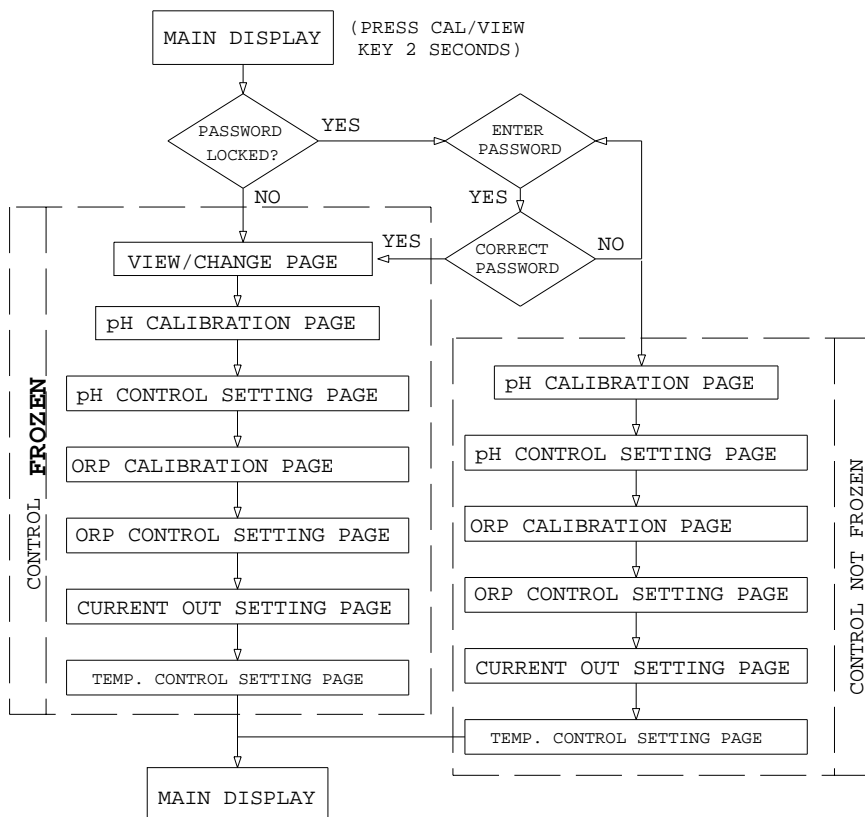 MAIN DISPLAY
(PRESS CAL/VIEW
KEY 2 SECONDS)
PASSWORD
LOCKED?
YES
ENTER
PASSWORD
NO
YES
CORRECT
PASSWORD
YES
NO
CONTROL FROZEN
VIEW/CHANGE PAGE
pH CALIBRATION PAGE
pH CONTROL SETTING PAGE
ORP CALIBRATION PAGE
ORP CONTROL SETTING PAGE
CURRENT OUT SETTING PAGE
TEMP. CONTROL SETTING PAGE
MAIN DISPLAY
pH CALIBRATION PAGE
pH CONTROL SETTING PAGE
ORP CALIBRATION PAGE
ORP CONTROL SETTING PAGE
CURRENT OUT SETTING PAGE
TEMP. CONTROL SETTING PAGE
CONTROL NOT FROZEN